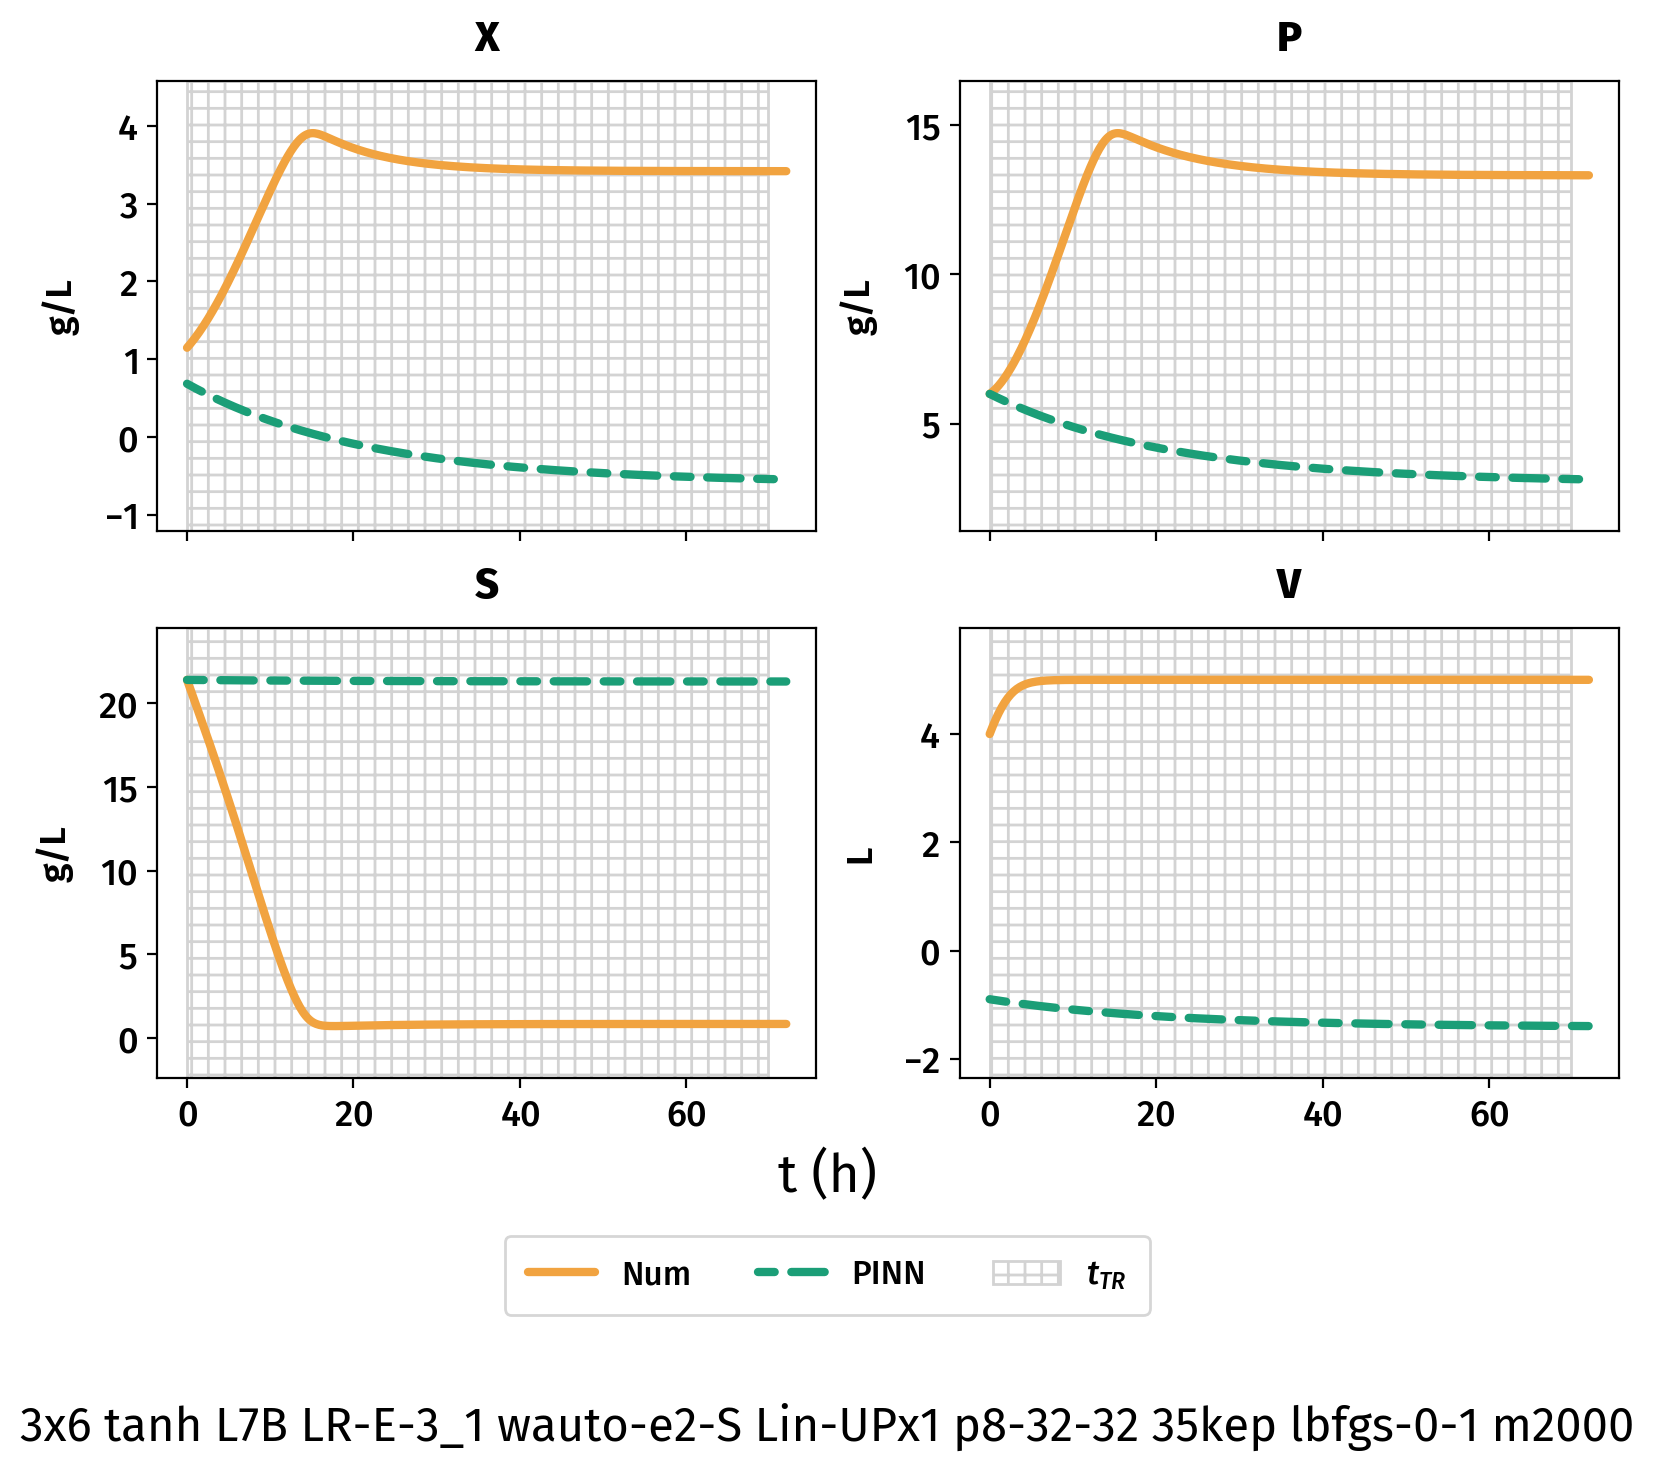 X
P
4
3
2
1
0
−1
g/L
15
10
5
g/L
S
V
20
15
10
5
0
g/L
4
2
0
−2
L
0 20 40 60
0 20 40 60
t (h)
Num PINN tTR
3x6 tanh L7B LR-E-3_1 wauto-e2-S Lin-UPx1 p8-32-32 35kep lbfgs-0-1 m2000